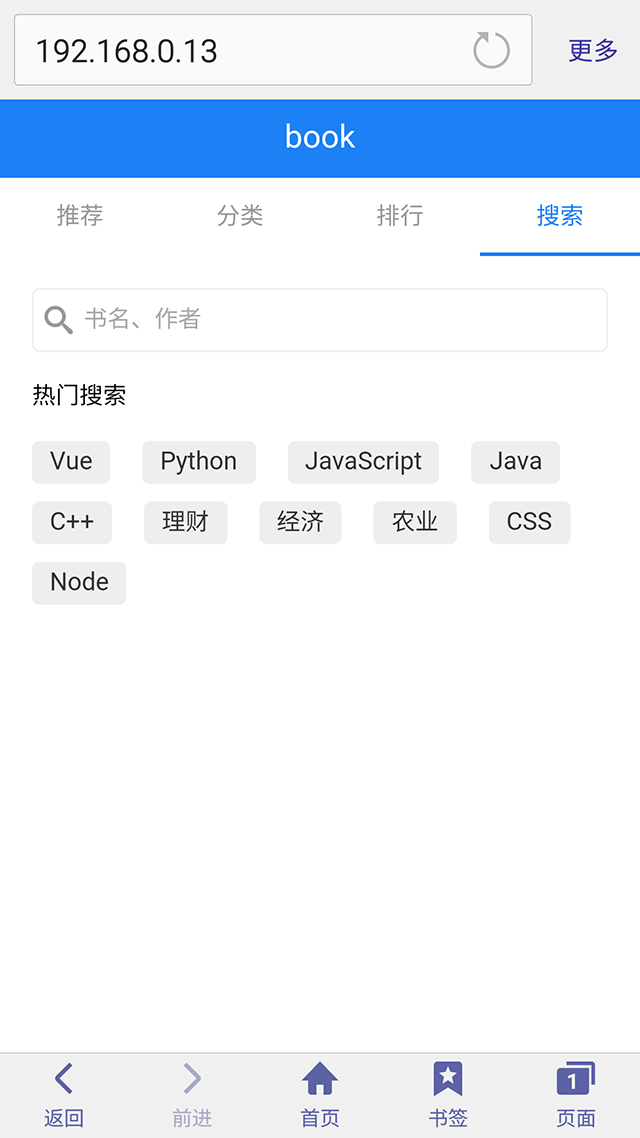 192.168.0.13 更多
book
推荐 分类 排行 搜索
书名、作者
热门搜索
Vue Python JavaScript Java
C++ 理财 经济 农业 CSS
Node
1
返回 前进 首页 书签 页面